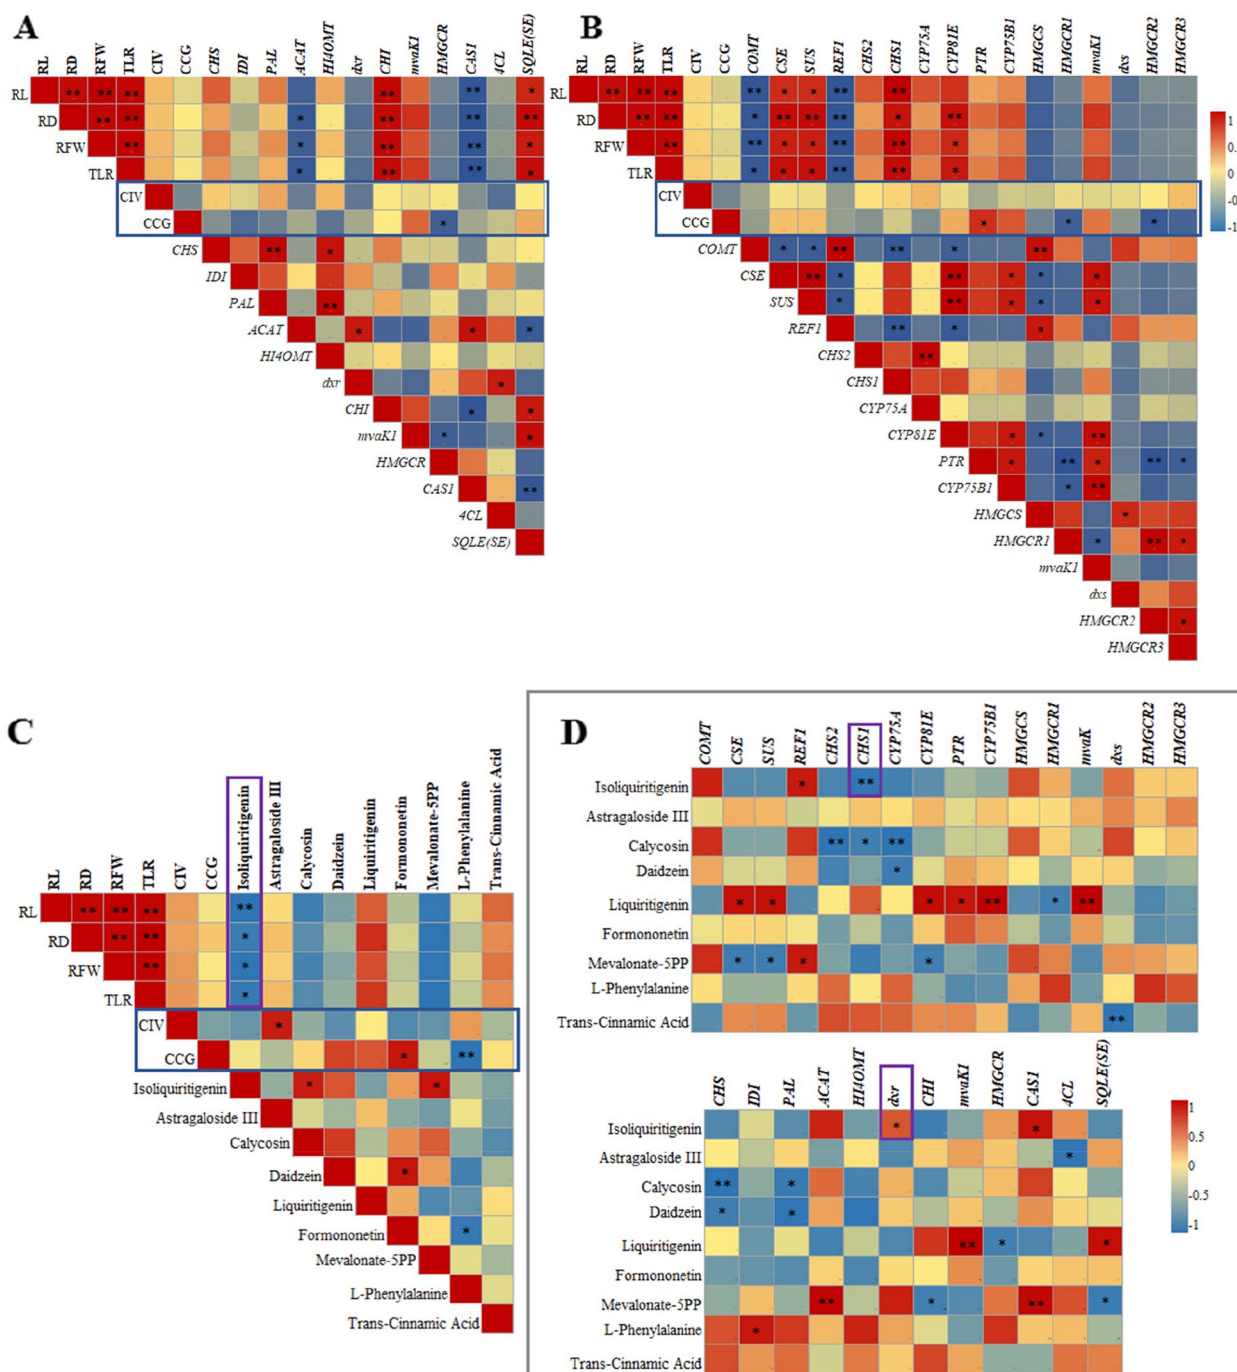 A
RL
RD
RFW
TLR
CIV
CCG
CHS
IDI
PAL
ACAT
HI4OMT
dxr
CHI
mvaK1
HMGCR
CAS1
4CL
SQLE(SE)
RL
RD
RFW
TLR
CIV
CCG
CHS
IDI
PAL
ACAT
HI4OMT
dxr
CHI
mvaK1
HMGCR
CAS1
4CL
SQLE(SE)
B
RL
RD
RFW
TLR
CIV
CCG
COMT
CSE
SUS
REF1
CHS2
CHS1
CYP75A
CYP81E
PTR
CYP75B1
HMGCS
HMGCR1
mvaK1
dxs
HMGCR2
HMGCR3
RL
RD
RFW
TLR
CIV
CCG
COMT
CSE
SUS
REF1
CHS2
CHS1
CYP75A
CYP81E
PTR
CYP75B1
HMGCS
HMGCR1
mvaK1
dxs
HMGCR2
HMGCR3
1
0.5
0
-0.5
-1
C
RL
RD
RFW
TLR
CIV
CCG
Isoliquiritigenin
Astragaloside III
Calycosin
Daidzein
Liquiritigenin
Formononetin
Mevalonate-5PP
L-Phenylalanine
Trans-Cinnamic Acid
RL
RD
RFW
TLR
CIV
CCG
Isoliquiritigenin
Astragaloside III
Calycosin
Daidzein
Liquiritigenin
Formononetin
Mevalonate-5PP
L-Phenylalanine
Trans-Cinnamic Acid
D
COMT
CSE
SUS
REF1
CHS2
CHS1
CYP75A
CYP81E
PTR
CYP75B1
HMGCS
HMGCR1
mvaK
dxs
HMGCR2
HMGCR3
Isoliquiritigenin
Astragaloside III
Calycosin
Daidzein
Liquiritigenin
Formononetin
Mevalonate-5PP
L-Phenylalanine
Trans-Cinnamic Acid
CHS
IDI
PAL
ACAT
HI4OMT
dxr
CHI
mvaK1
HMGCR
CAS1
4CL
SQLE(SE)
Isoliquiritigenin
Astragaloside III
Calycosin
Daidzein
Liquiritigenin
Formononetin
Mevalonate-5PP
L-Phenylalanine
Trans-Cinnamic Acid
1
0.5
0
-0.5
-1